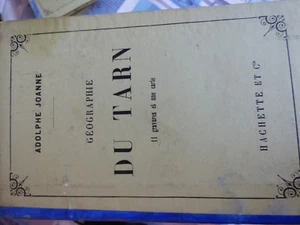 ADOLPHE JOANNE
GÉOGRAPHIE
DU TARN
11 gravures et une carte
HACHETTE ET Cie